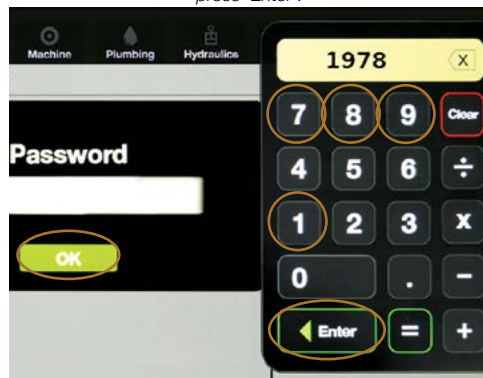 press "Enter".
Machine Plumbing Hydraulics
1978 X
7 8 9 Clear
Password
4 5 6 ÷
1 2 3 x
OK
0 . -
Enter = +